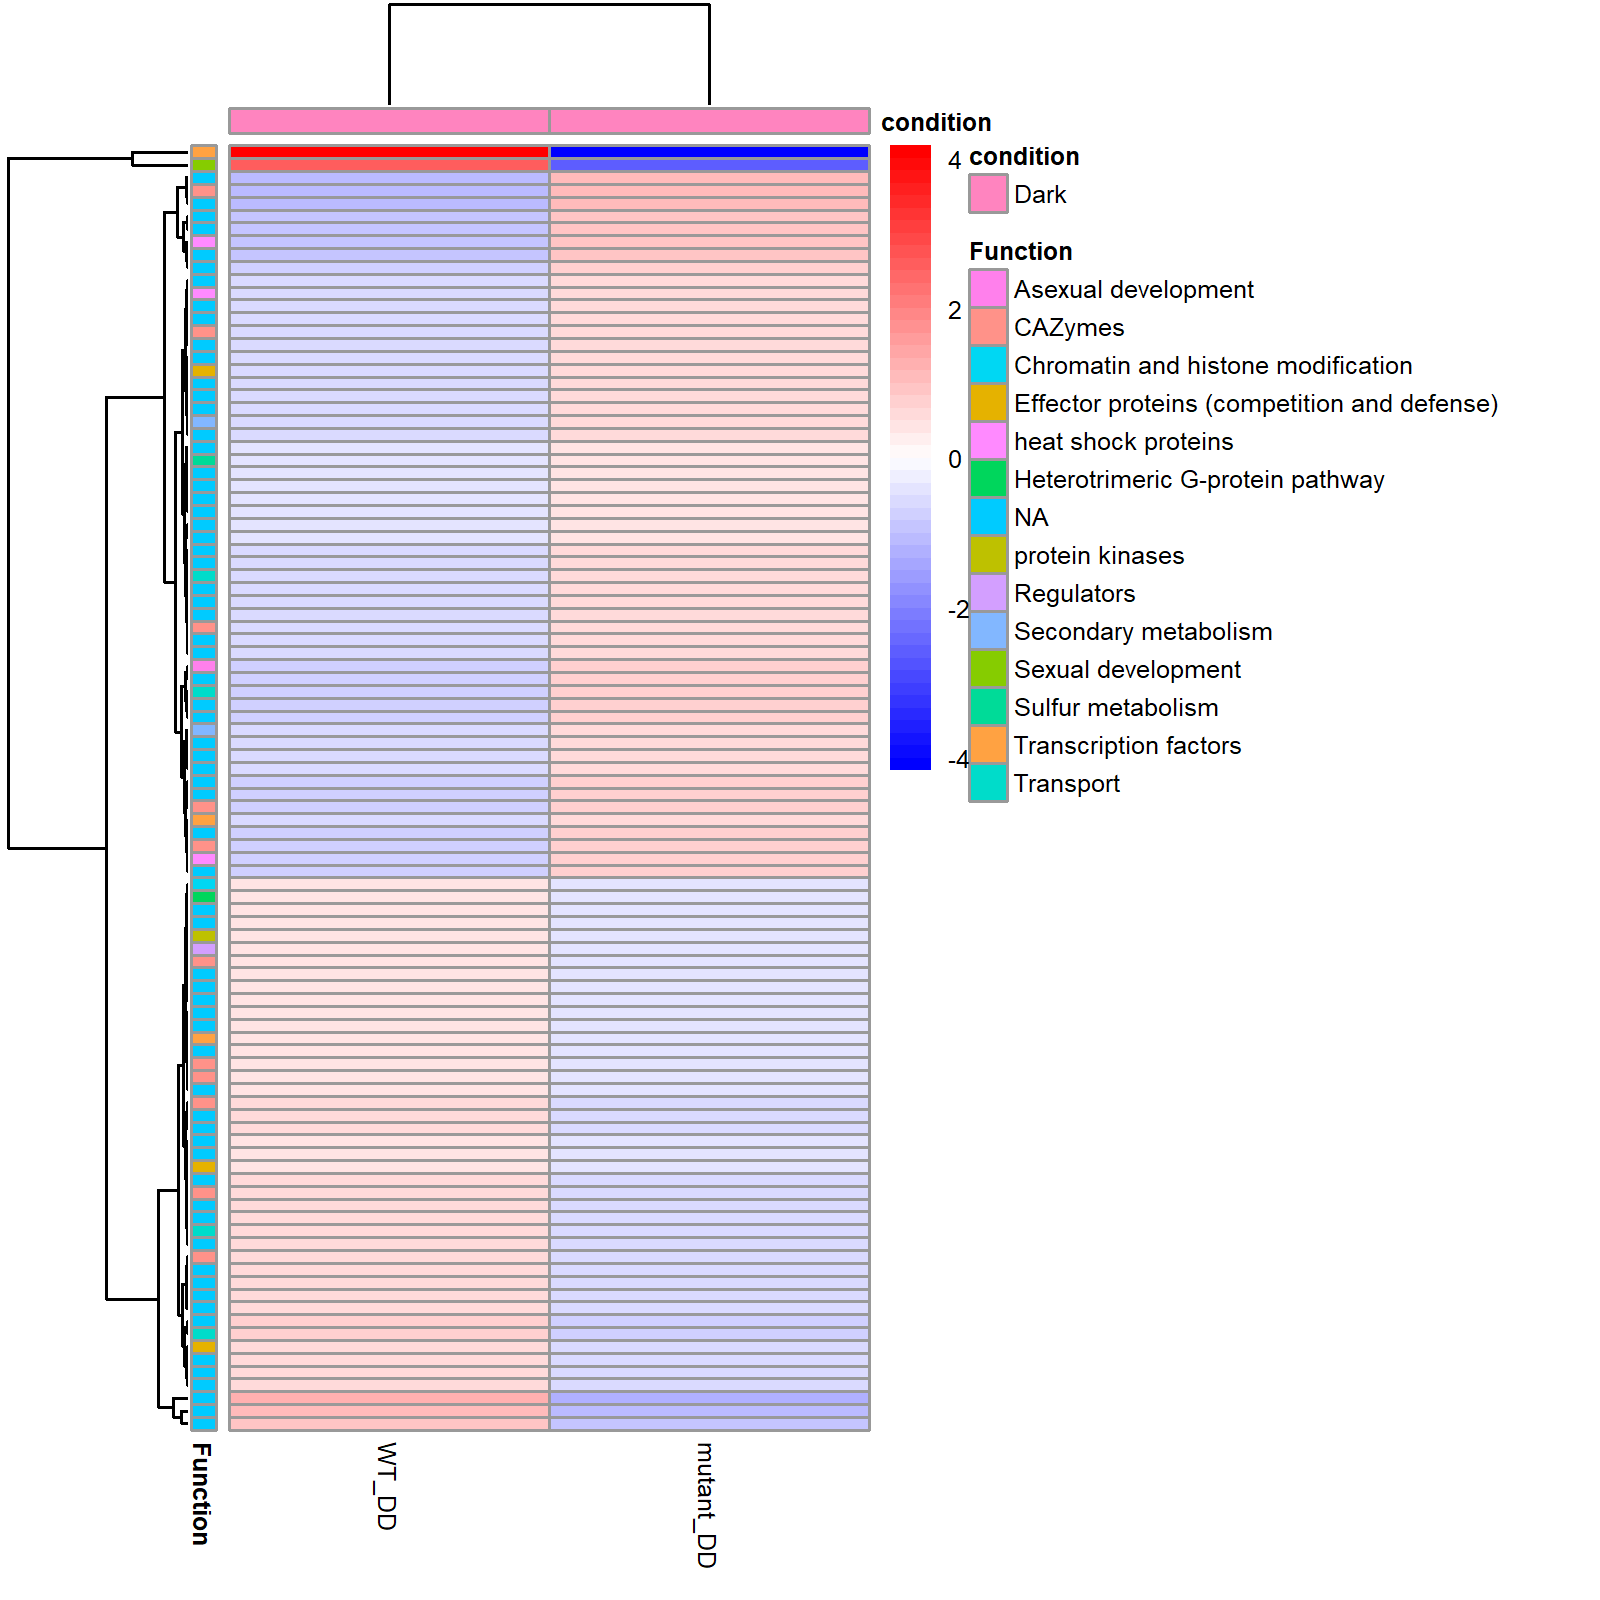 condition
4
2
0
-2
-4
condition
Dark
Function
Asexual development
CAZymes
Chromatin and histone modification
Effector proteins (competition and defense)
heat shock proteins
Heterotrimeric G-protein pathway
NA
protein kinases
Regulators
Secondary metabolism
Sexual development
Sulfur metabolism
Transcription factors
Transport
Function
WT_DD
mutant_DD